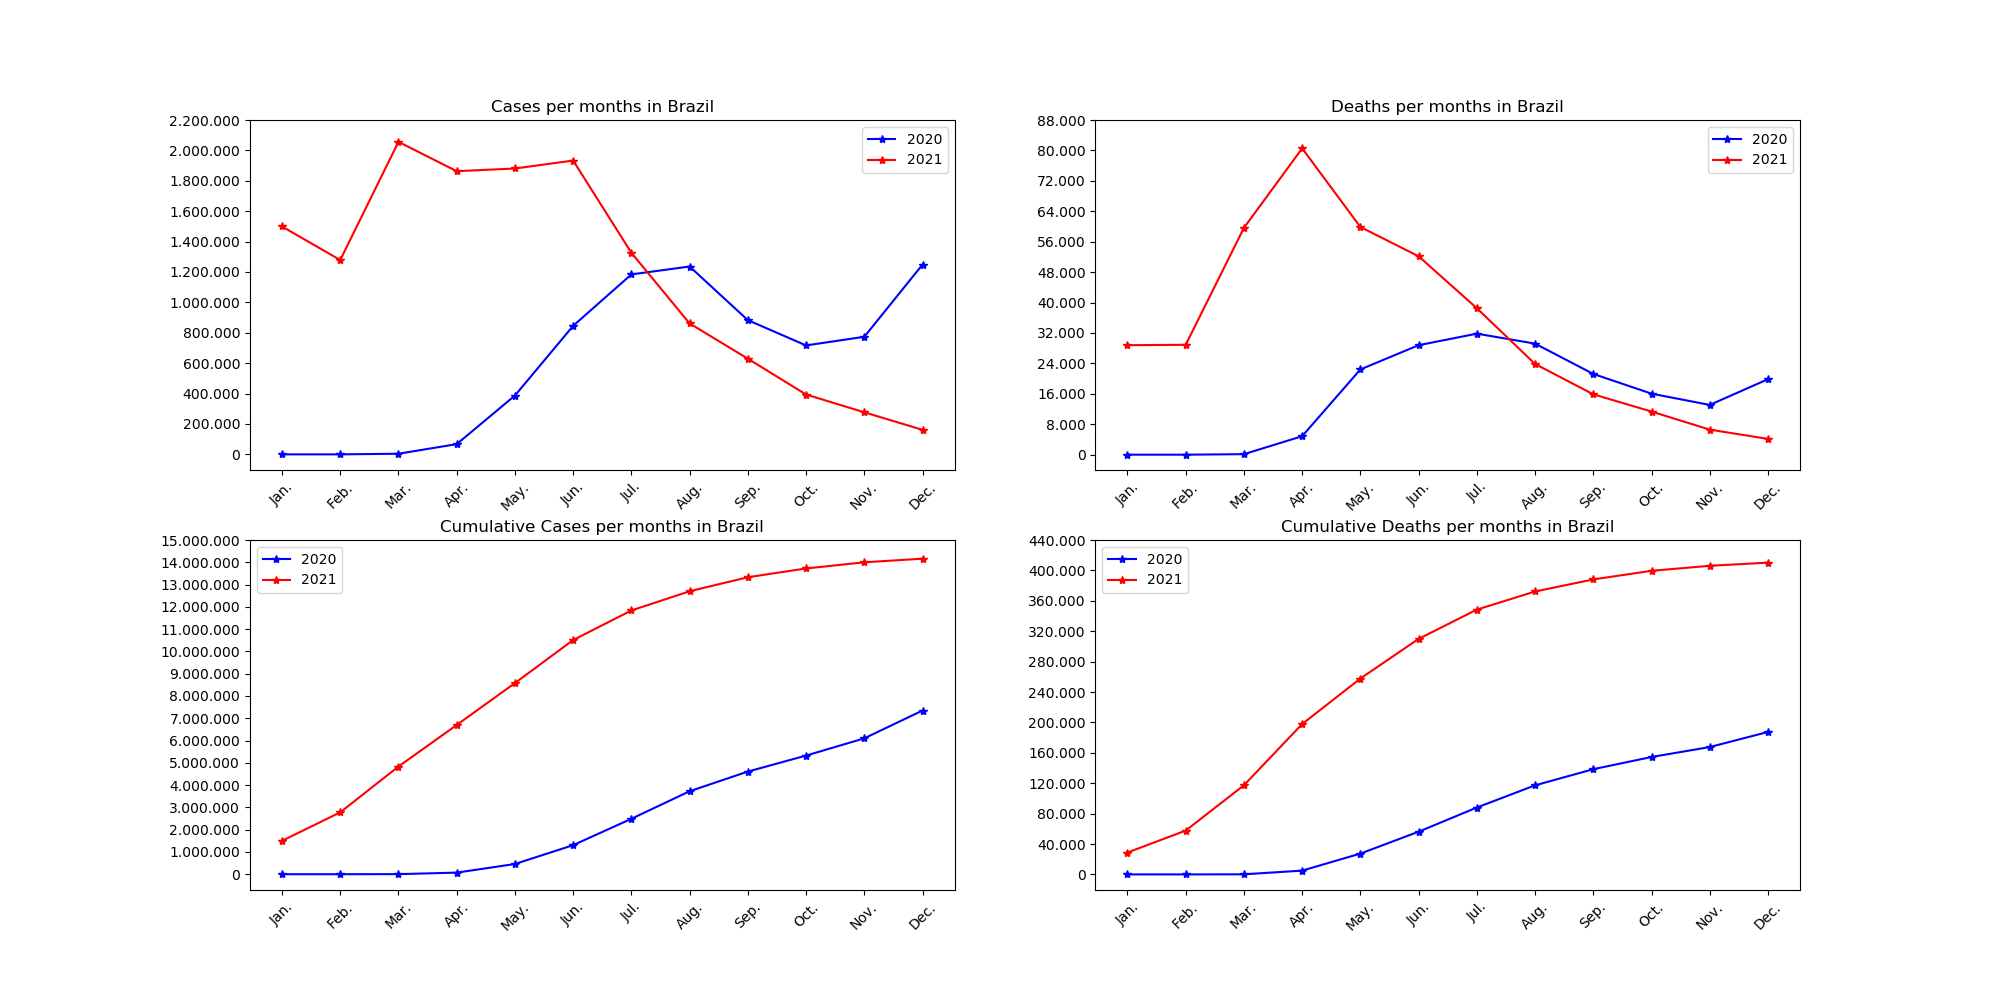 Cases per months in Brazil
2.200.000
2.000.000
1.800.000
1.600.000
1.400.000
1.200.000
1.000.000
800.000
600.000
400.000
200.000
0
2020
2021
Jan.
Feb.
Mar.
Apr.
May.
Jun.
Jul.
Aug.
Sep.
Oct.
Nov.
Dec.
Deaths per months in Brazil
88.000
80.000
72.000
64.000
56.000
48.000
40.000
32.000
24.000
16.000
8.000
0
2020
2021
Jan.
Feb.
Mar.
Apr.
May.
Jun.
Jul.
Aug.
Sep.
Oct.
Nov.
Dec.
Cumulative Cases per months in Brazil
15.000.000
14.000.000
13.000.000
12.000.000
11.000.000
10.000.000
9.000.000
8.000.000
7.000.000
6.000.000
5.000.000
4.000.000
3.000.000
2.000.000
1.000.000
0
2020
2021
Jan.
Feb.
Mar.
Apr.
May.
Jun.
Jul.
Aug.
Sep.
Oct.
Nov.
Dec.
Cumulative Deaths per months in Brazil
440.000
400.000
360.000
320.000
280.000
240.000
200.000
160.000
120.000
80.000
40.000
0
2020
2021
Jan.
Feb.
Mar.
Apr.
May.
Jun.
Jul.
Aug.
Sep.
Oct.
Nov.
Dec.